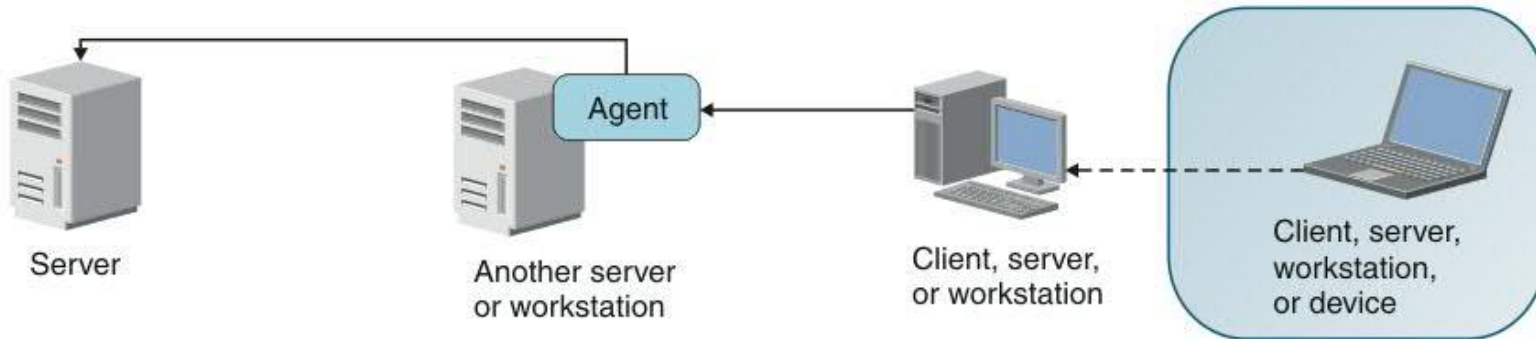 Agent
Server
Another server
or workstation
Client, server,
or workstation
Client, server,
workstation,
or device